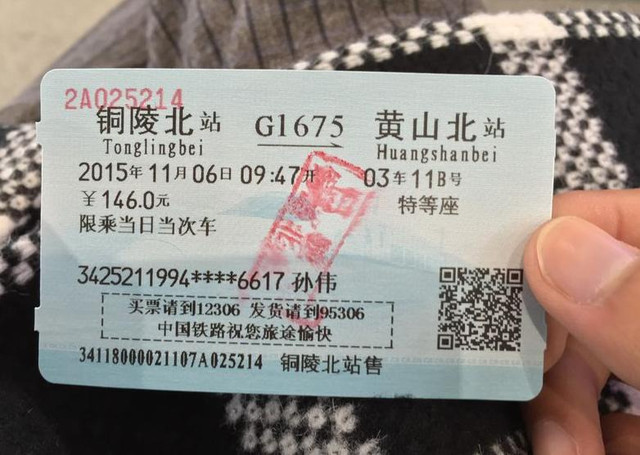 2A025214
铜陵北站 G1675 黄山北站
Tonglingbei Huangshanbei
2015年11月06日 09:47开 03车11B号
￥146.0元 特等座
限乘当日当次车
3425211994****6617 孙伟
买票请到12306 发货请到95306
中国铁路祝您旅途愉快
34118000021107A025214 铜陵北站售